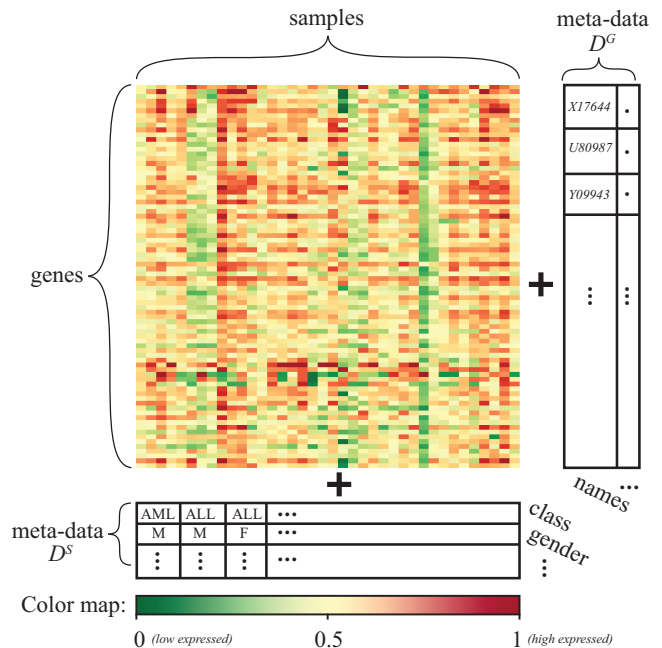 samples
meta-data
D^G
X17644 .
U80987 .
Y09943 .
genes
+
⋮ ⋮
names ...
+
meta-data
D^S
AML ALL ALL ...
M M F ...
⋮ ⋮ ⋮ ...
class
gender
⋮
Color map:
0 (low expressed) 0.5 1 (high expressed)